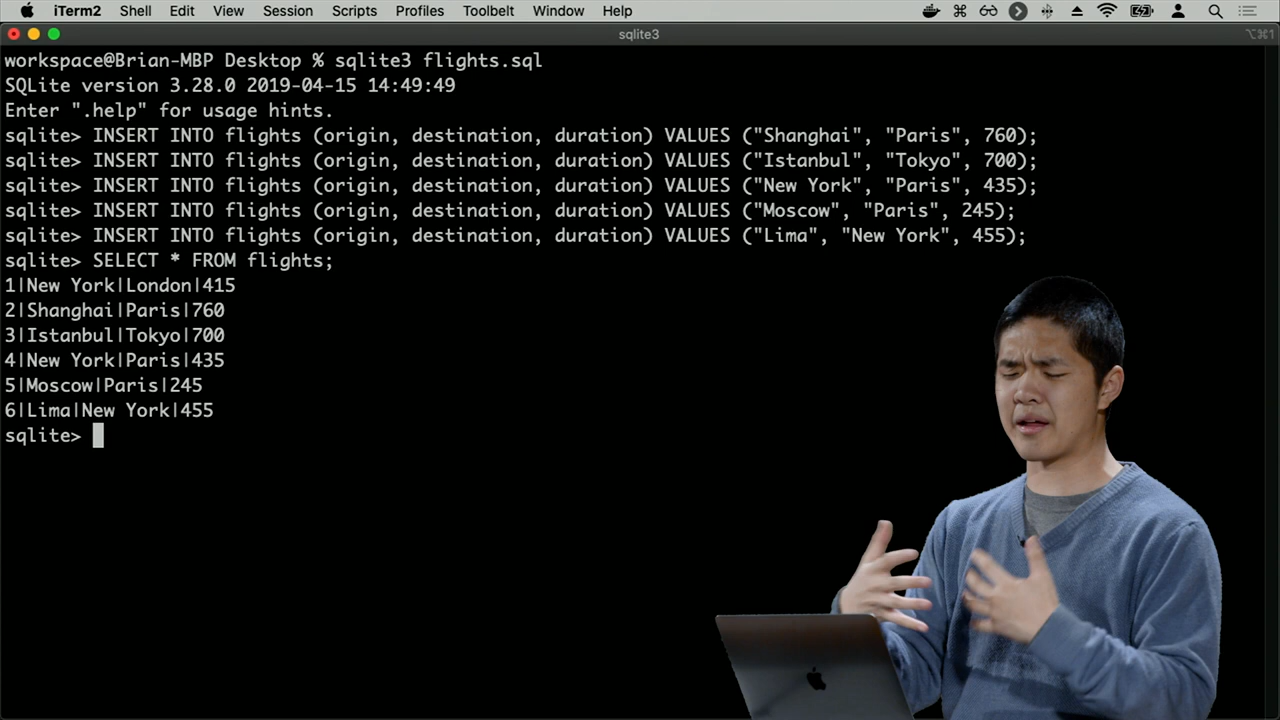 iTerm2 Shell Edit View Session Scripts Profiles Toolbelt Window Help
sqlite3 ⌥⌘1
workspace@Brian-MBP Desktop % sqlite3 flights.sql
SQLite version 3.28.0 2019-04-15 14:49:49
Enter ".help" for usage hints.
sqlite> INSERT INTO flights (origin, destination, duration) VALUES ("Shanghai", "Paris", 760);
sqlite> INSERT INTO flights (origin, destination, duration) VALUES ("Istanbul", "Tokyo", 700);
sqlite> INSERT INTO flights (origin, destination, duration) VALUES ("New York", "Paris", 435);
sqlite> INSERT INTO flights (origin, destination, duration) VALUES ("Moscow", "Paris", 245);
sqlite> INSERT INTO flights (origin, destination, duration) VALUES ("Lima", "New York", 455);
sqlite> SELECT * FROM flights;
1|New York|London|415
2|Shanghai|Paris|760
3|Istanbul|Tokyo|700
4|New York|Paris|435
5|Moscow|Paris|245
6|Lima|New York|455
sqlite>